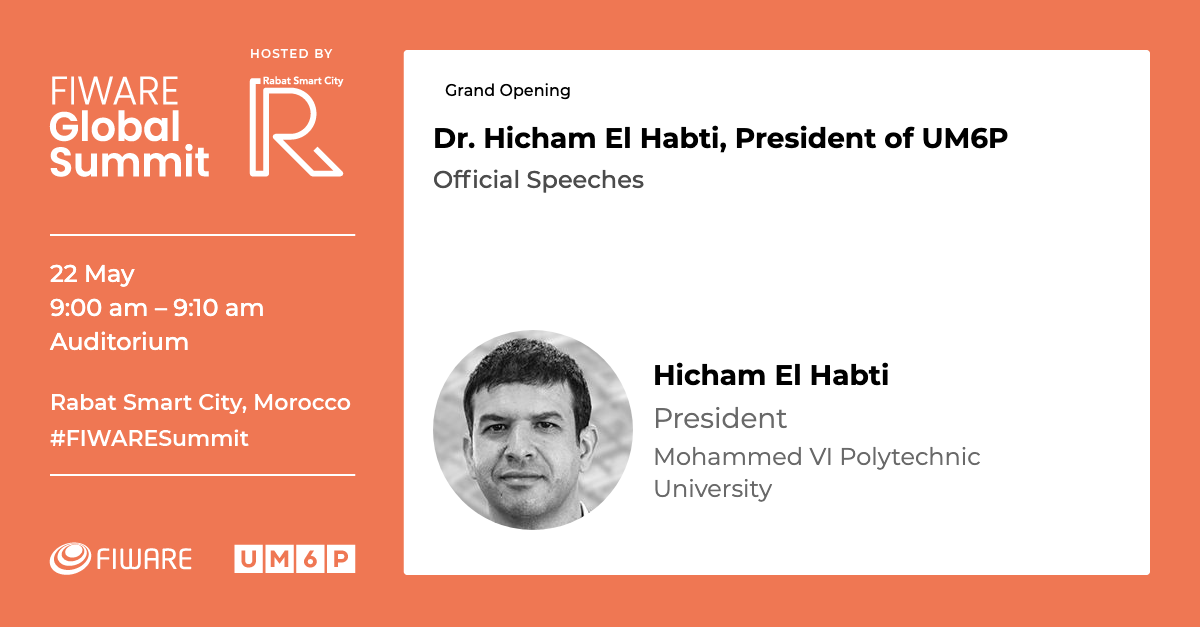 FIWARE
Global
Summit
HOSTED BY
Rabat Smart City
R
22 May
9:00 am – 9:10 am
Auditorium
Rabat Smart City, Morocco
#FIWARESummit
FIWARE
UM6P
Grand Opening
Dr. Hicham El Habti, President of UM6P
Official Speeches
Hicham El Habti
President
Mohammed VI Polytechnic
University